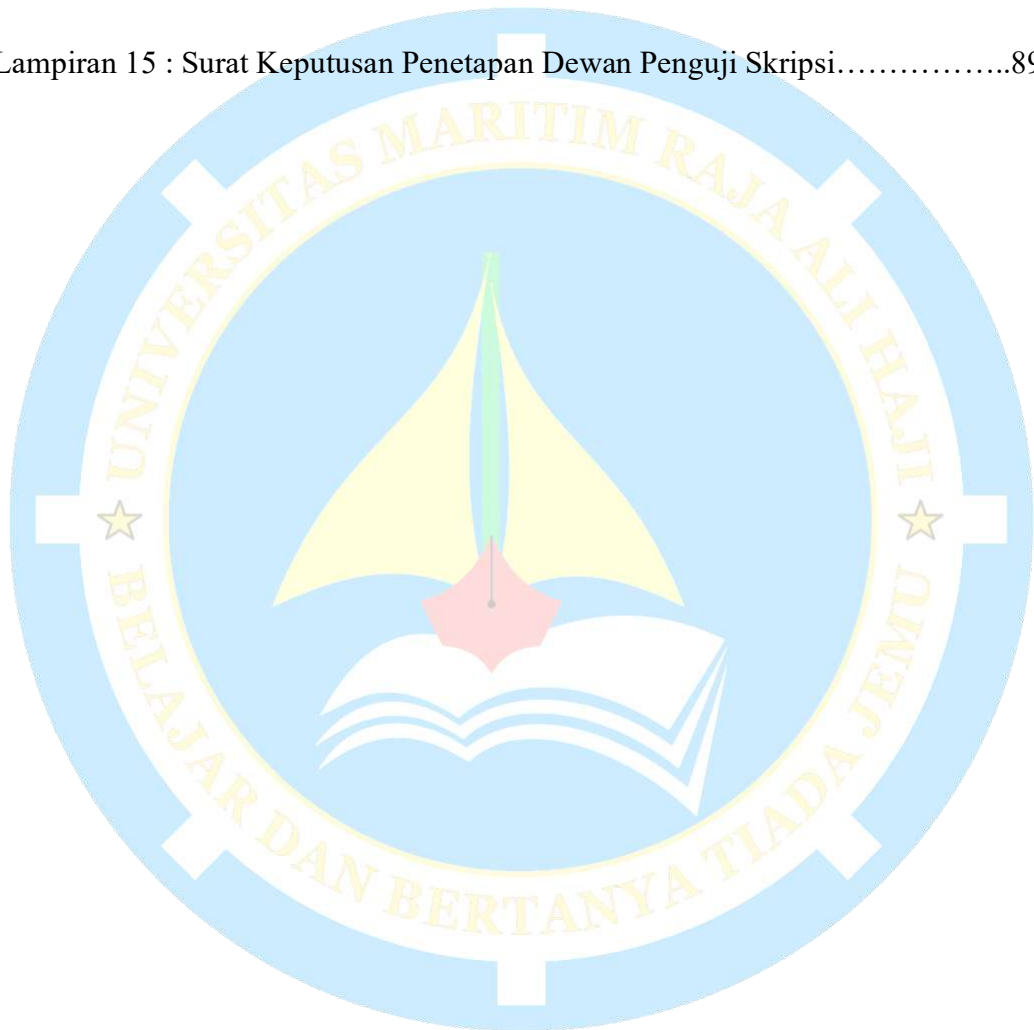 Lampiran 15 : Surat Keputusan Penetapan Dewan Penguji Skripsi……………..89
UNIVERSITAS MARITIM RAJA ALI HAJI
BELAJAR DAN BERTANYA TIADA JEMU